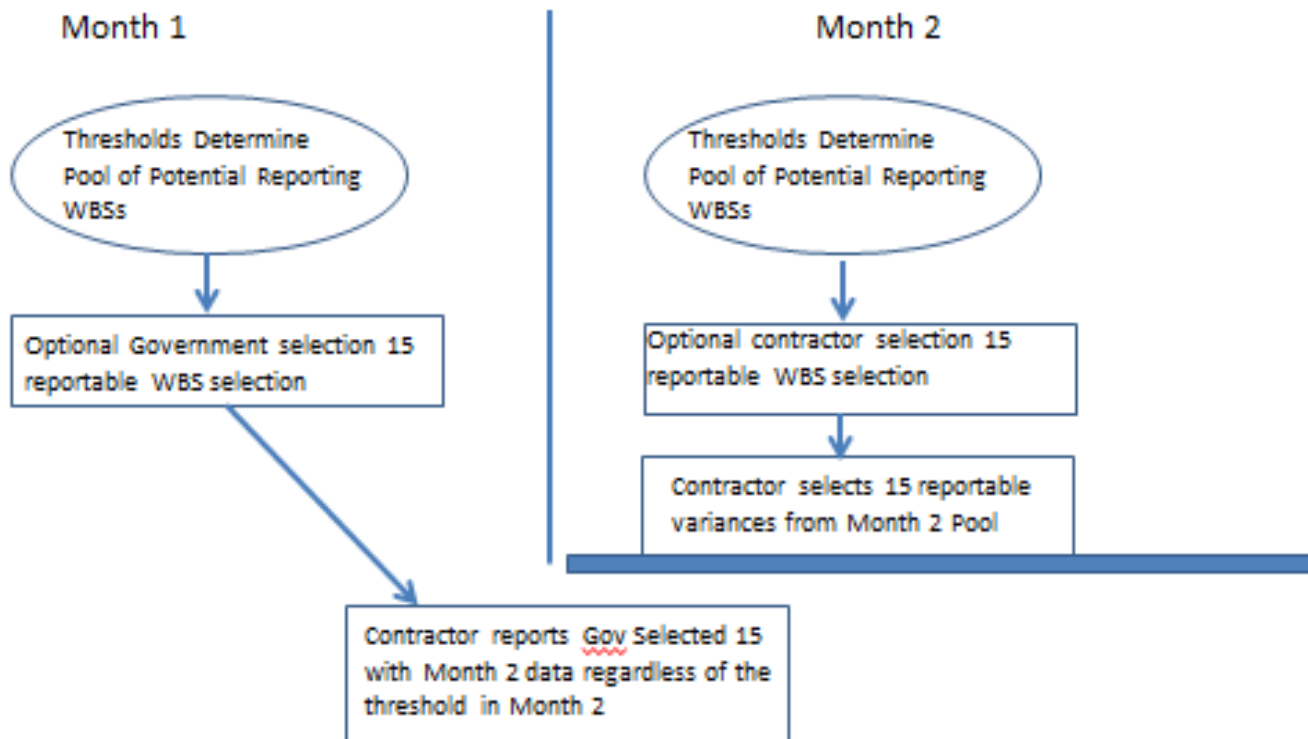 Month 1
Thresholds Determine
Pool of Potential Reporting
WBSs
Optional Government selection 15
reportable WBS selection
Month 2
Thresholds Determine
Pool of Potential Reporting
WBSs
Optional contractor selection 15
reportable WBS selection
Contractor selects 15 reportable
variances from Month 2 Pool
Contractor reports Gov Selected 15
with Month 2 data regardless of the
threshold in Month 2